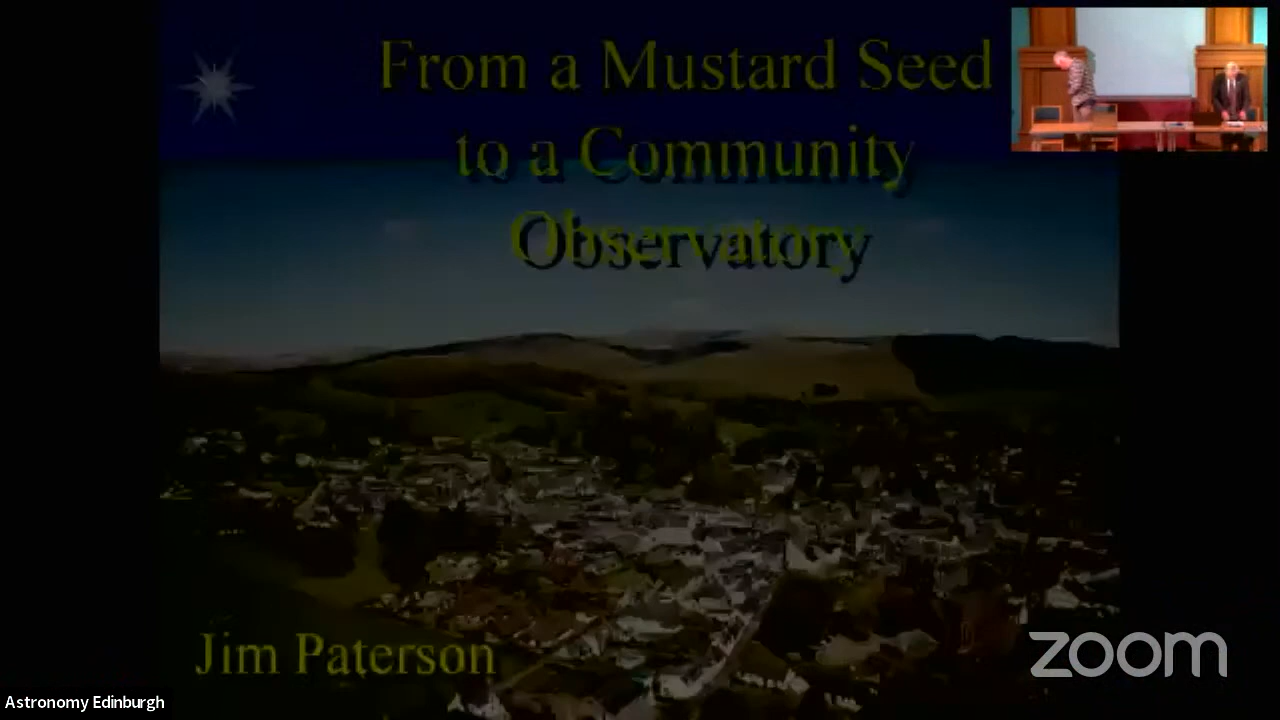 From a Mustard Seed
to a Community
Observatory
Jim Paterson
zoom
Astronomy Edinburgh